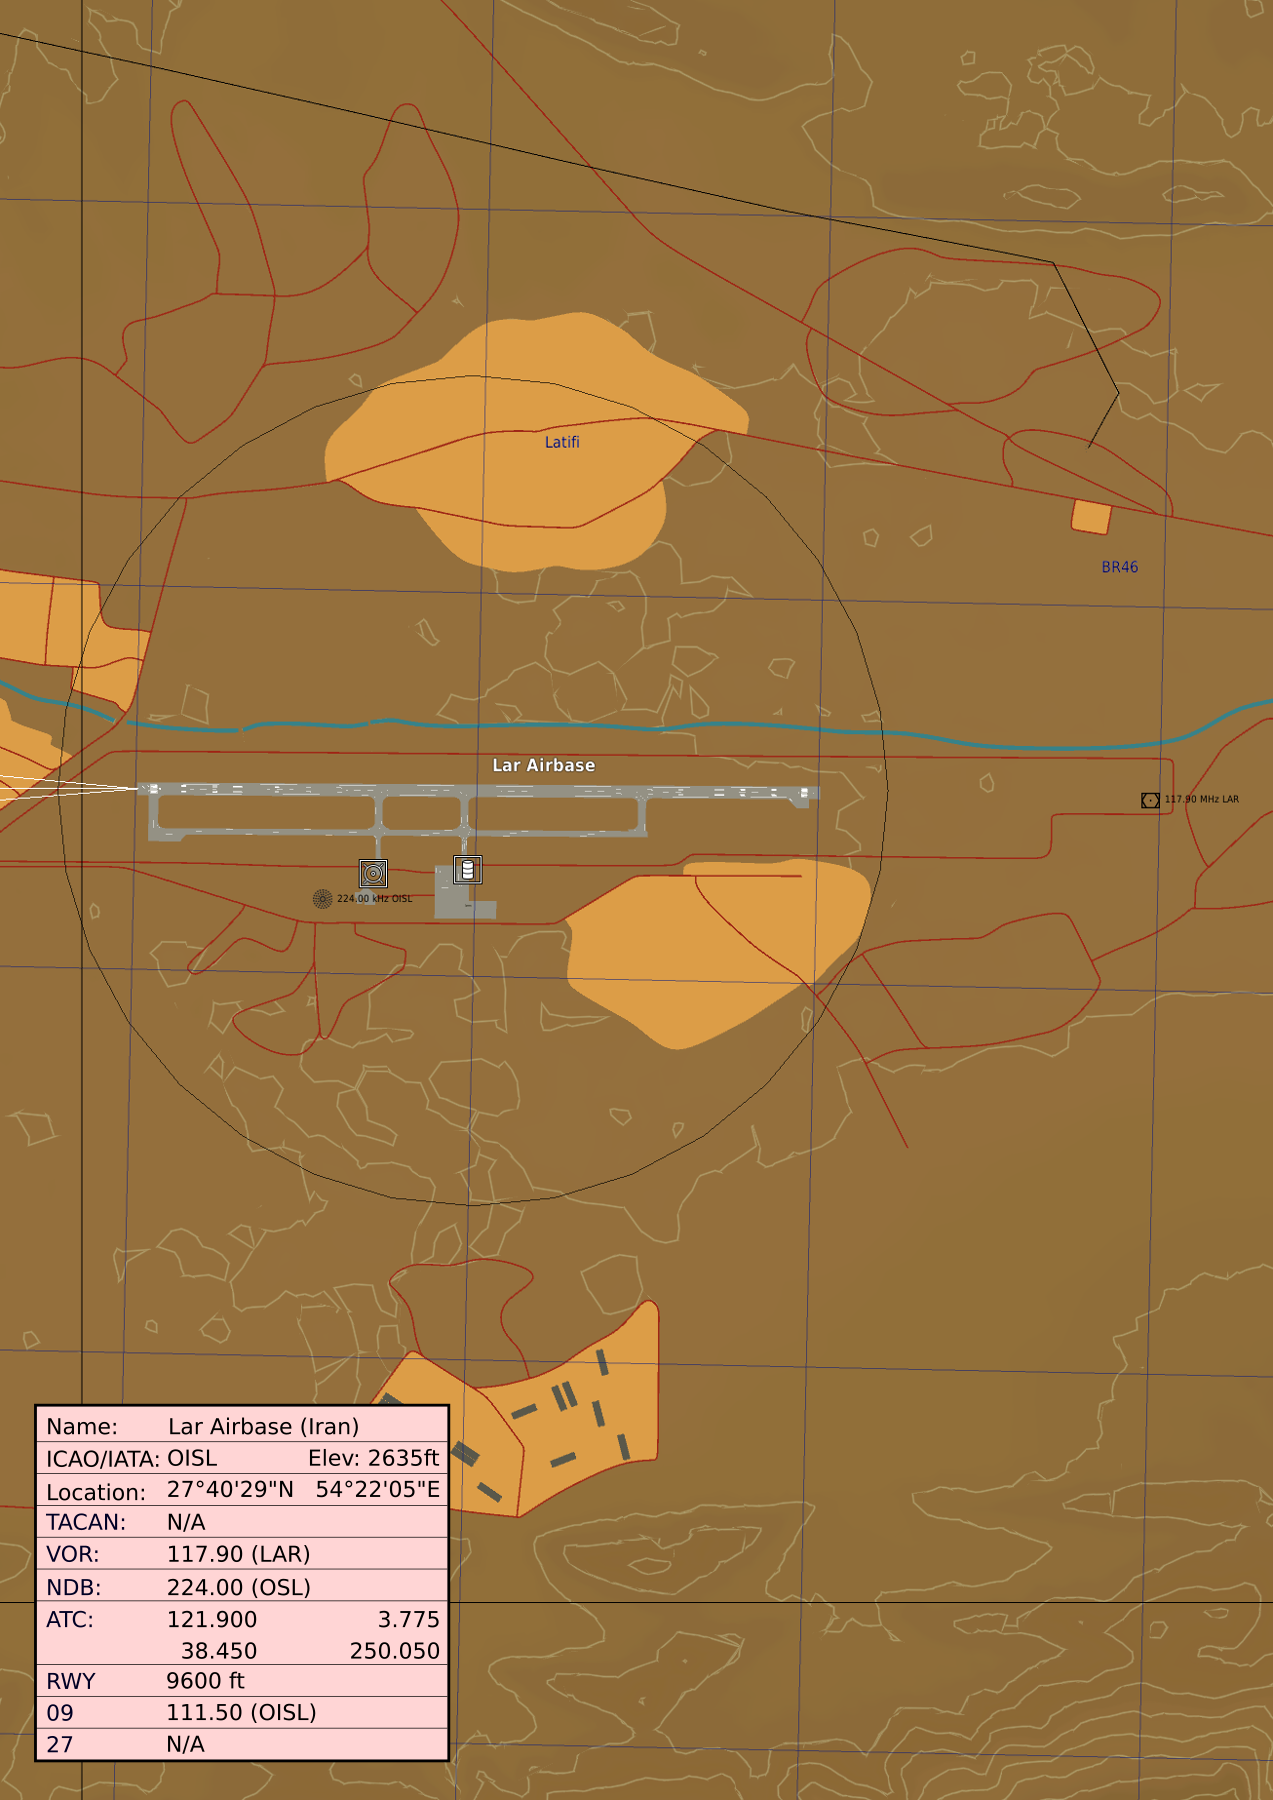 Latifi
BR46
Lar Airbase
117.90 MHz LAR
224.00 kHz OISL
Name: Lar Airbase (Iran)
ICAO/IATA: OISL Elev: 2635ft
Location: 27°40'29"N 54°22'05"E
TACAN: N/A
VOR: 117.90 (LAR)
NDB: 224.00 (OSL)
ATC: 121.900 3.775
38.450 250.050
RWY 9600 ft
09 111.50 (OISL)
27 N/A